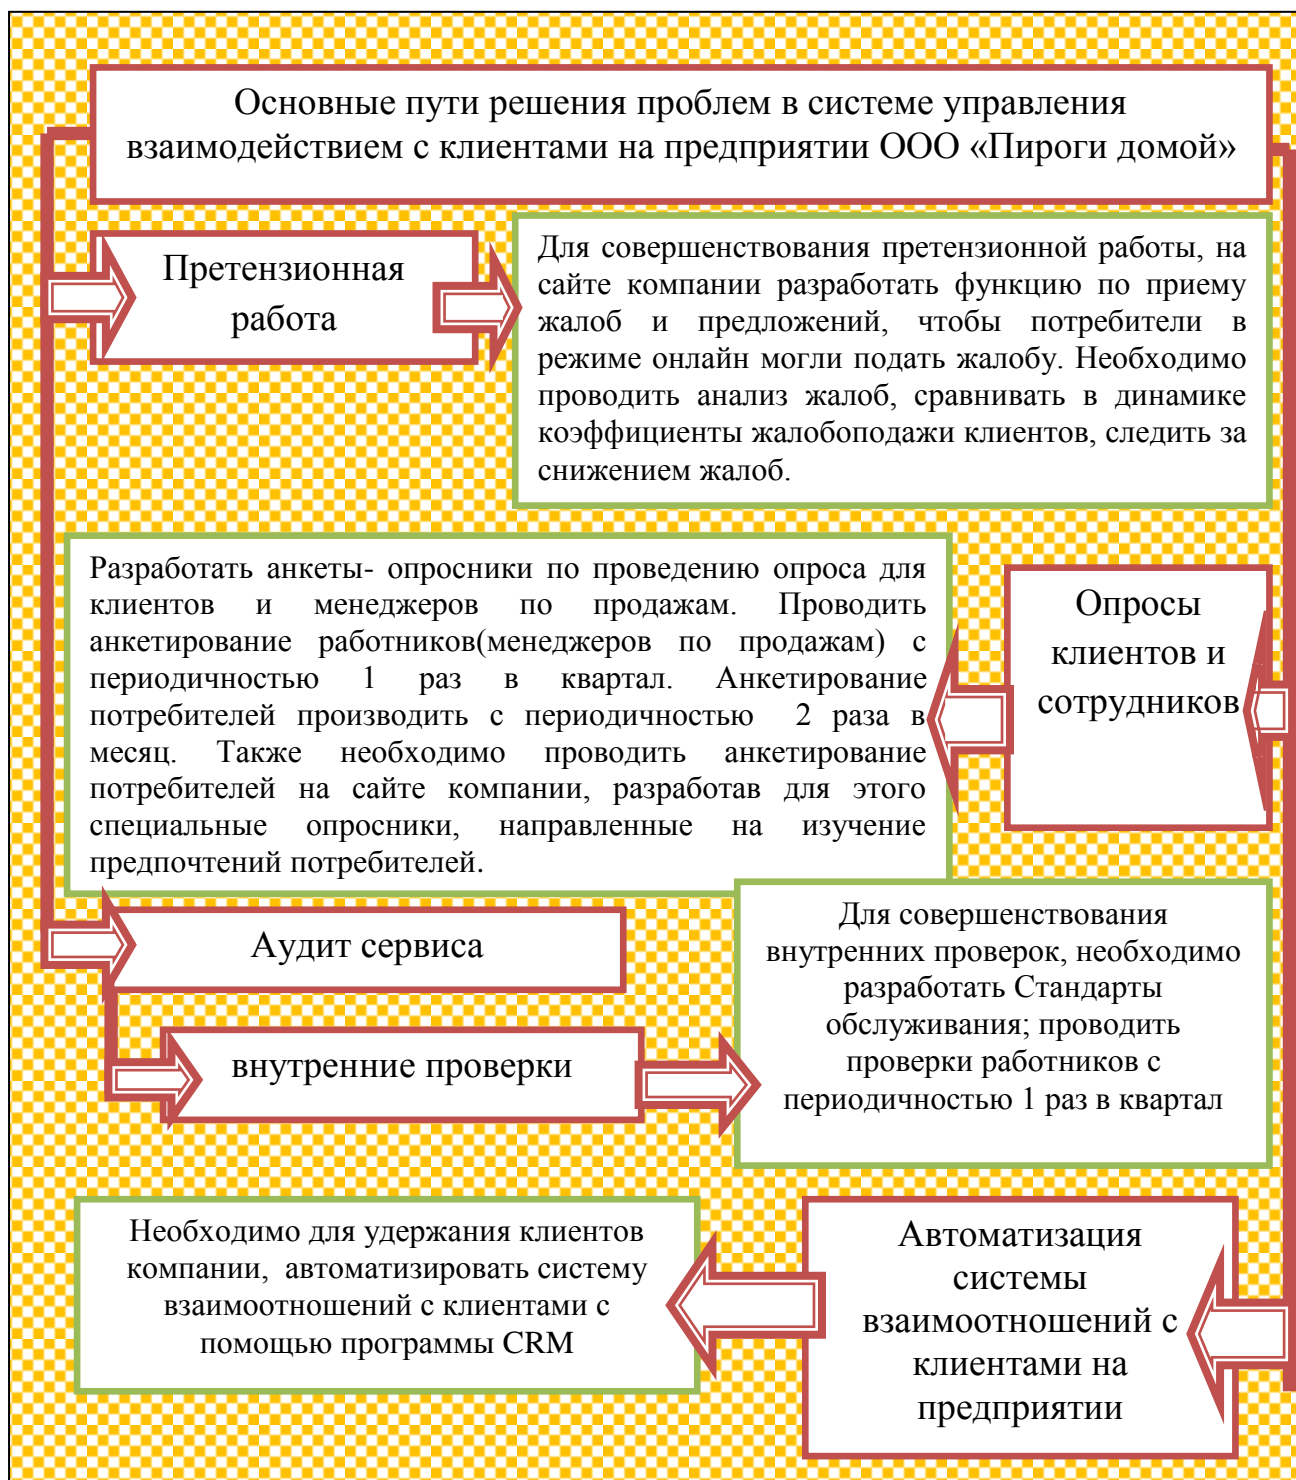 Основные пути решения проблем в системе управления
взаимодействием с клиентами на предприятии ООО «Пироги домой»
Претензионная
работа
Для совершенствования претензионной работы, на
сайте компании разработать функцию по приему
жалоб и предложений, чтобы потребители в
режиме онлайн могли подать жалобу. Необходимо
проводить анализ жалоб, сравнивать в динамике
коэффициенты жалобоподажи клиентов, следить за
снижением жалоб.
Разработать анкеты- опросники по проведению опроса для
клиентов и менеджеров по продажам. Проводить
анкетирование работников(менеджеров по продажам) с
периодичностью 1 раз в квартал. Анкетирование
потребителей производить с периодичностью 2 раза в
месяц. Также необходимо проводить анкетирование
потребителей на сайте компании, разработав для этого
специальные опросники, направленные на изучение
предпочтений потребителей.
Опросы
клиентов и
сотрудников
Аудит сервиса
внутренние проверки
Для совершенствования
внутренних проверок, необходимо
разработать Стандарты
обслуживания; проводить
проверки работников с
периодичностью 1 раз в квартал
Необходимо для удержания клиентов
компании, автоматизировать систему
взаимоотношений с клиентами с
помощью программы CRM
Автоматизация
системы
взаимоотношений с
клиентами на
предприятии